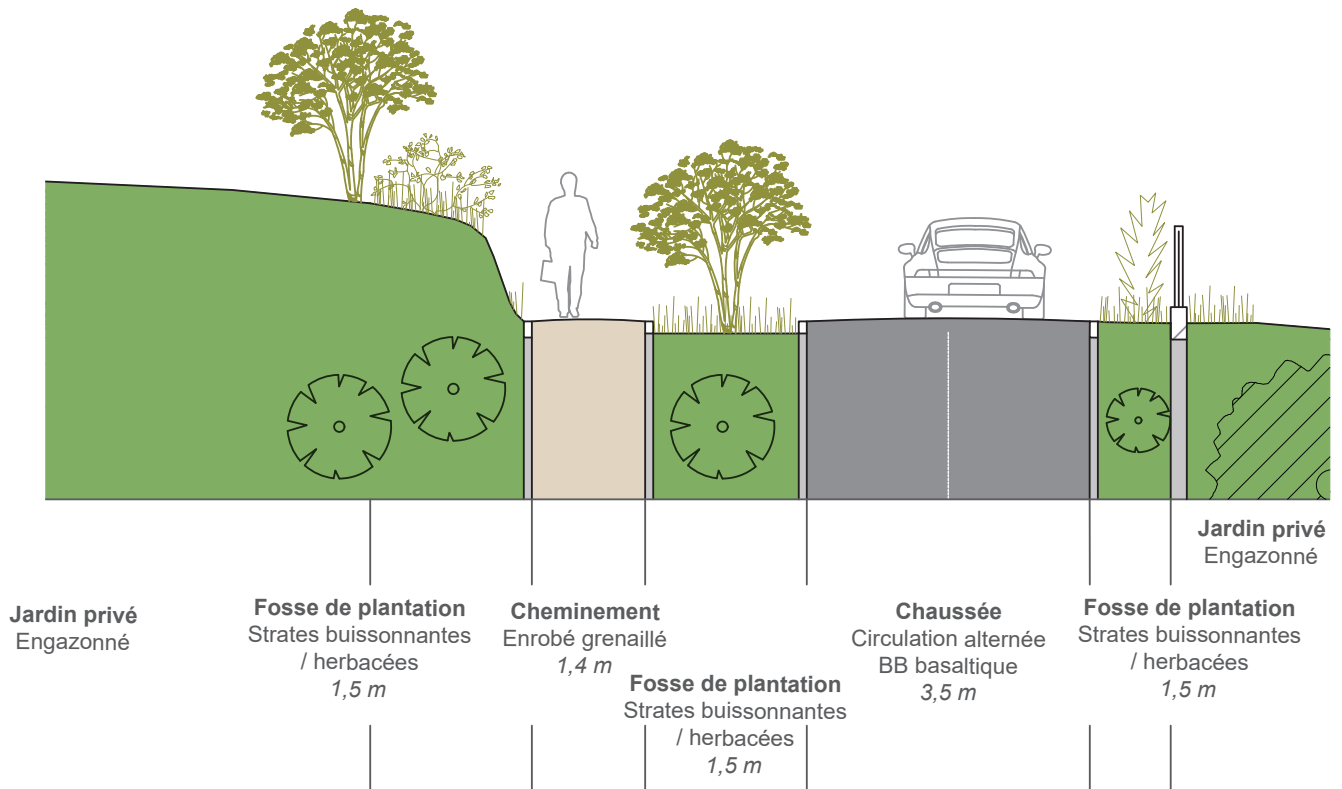 Jardin privé
Engazonné
Fosse de plantation
Strates buissonnantes
/ herbacées
1,5 m
Cheminement
Enrobé grenaillé
1,4 m
Fosse de plantation
Strates buissonnantes
/ herbacées
1,5 m
Chaussée
Circulation alternée
BB basaltique
3,5 m
Fosse de plantation
Strates buissonnantes
/ herbacées
1,5 m
Jardin privé
Engazonné